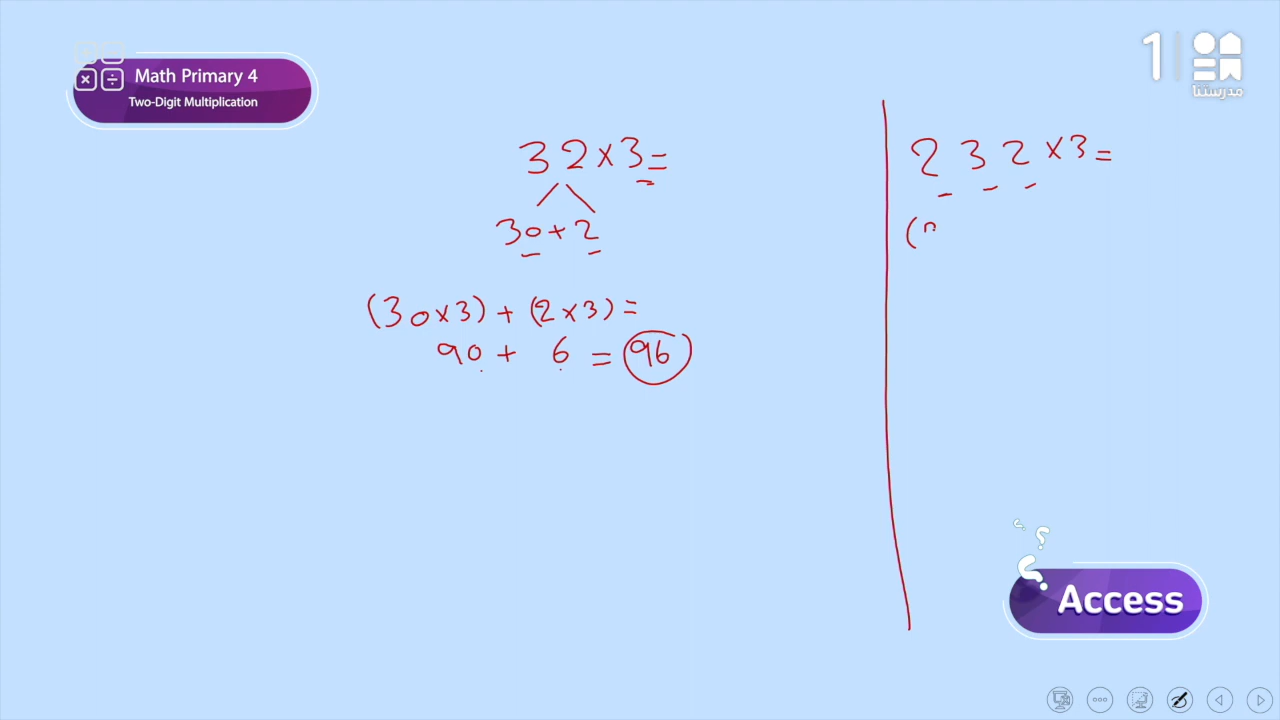 Math Primary 4
Two-Digit Multiplication
1
مدرستنا
32×3=
30+2
(30×3)+(2×3)=
90+ 6 = 96
232×3=
(
Access